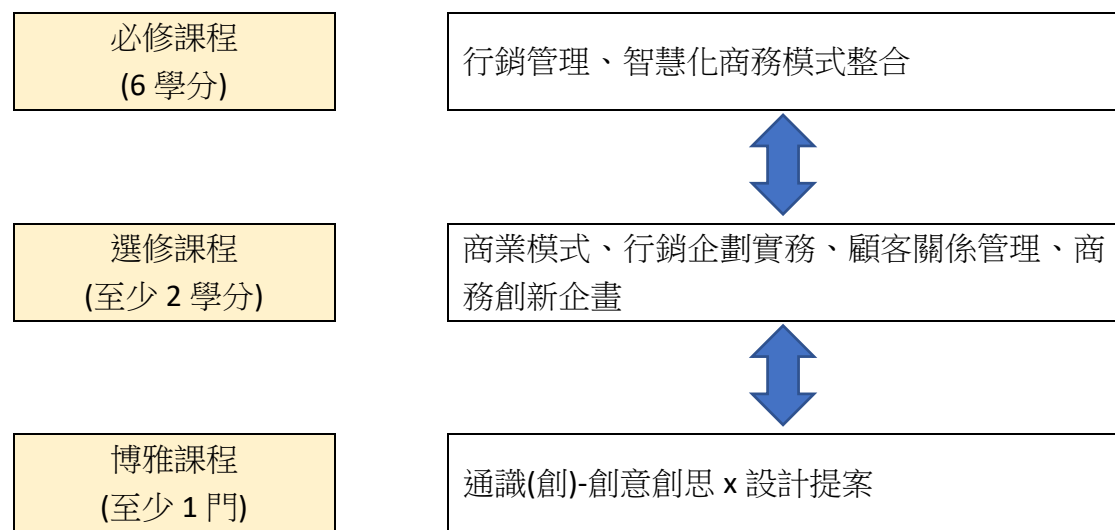 必修課程
(6 學分)
行銷管理、智慧化商務模式整合
選修課程
(至少 2 學分)
商業模式、行銷企劃實務、顧客關係管理、商
務創新企畫
博雅課程
(至少 1 門)
通識(創)-創意創思 x 設計提案